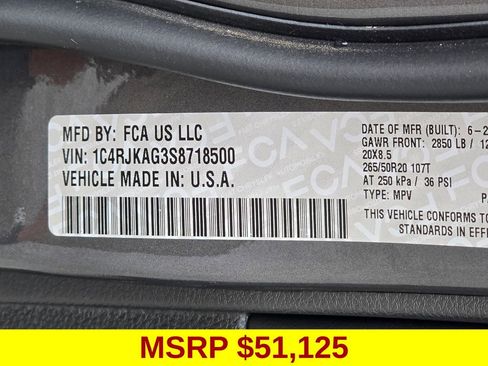 MFD BY: FCA US LLC
VIN: 1C4RJKAG3S8718500
VEHICLE MADE IN: U.S.A.
DATE OF MFR (BUILT): 6-2
GAWR FRONT: 2850 LB / 12
20X8.5
265/50R20 107T
AT 250 kPa / 36 PSI
TYPE: MPV
THIS VEHICLE CONFORMS TO
STANDARDS IN EFFE
MSRP $51,125